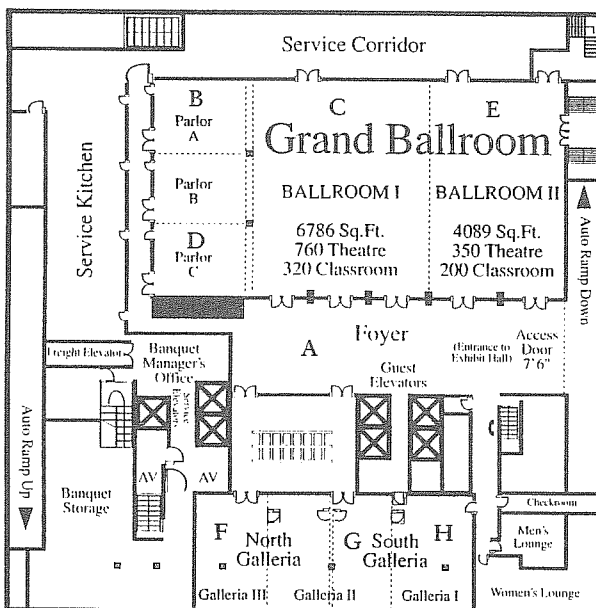 Service Corridor
Service Kitchen
B
Parlor
A
Parlor
B
D
Parlor
C
C
E
Grand Ballroom
BALLROOM I
6786 Sq.Ft.
760 Theatre
320 Classroom
BALLROOM II
4089 Sq.Ft.
350 Theatre
200 Classroom
Auto Ramp Down
Foyer
A
(Entrance to
Exhibit Hall)
Access
Door
7'6"
Guest
Elevators
Freight Elevator
Banquet
Manager's
Office
Service
Elevators
Auto Ramp Up
Banquet
Storage
AV
AV
F
North
Galleria
G
South
Galleria
H
Galleria III
Galleria II
Galleria I
Checkroom
Men's
Lounge
Women's Lounge